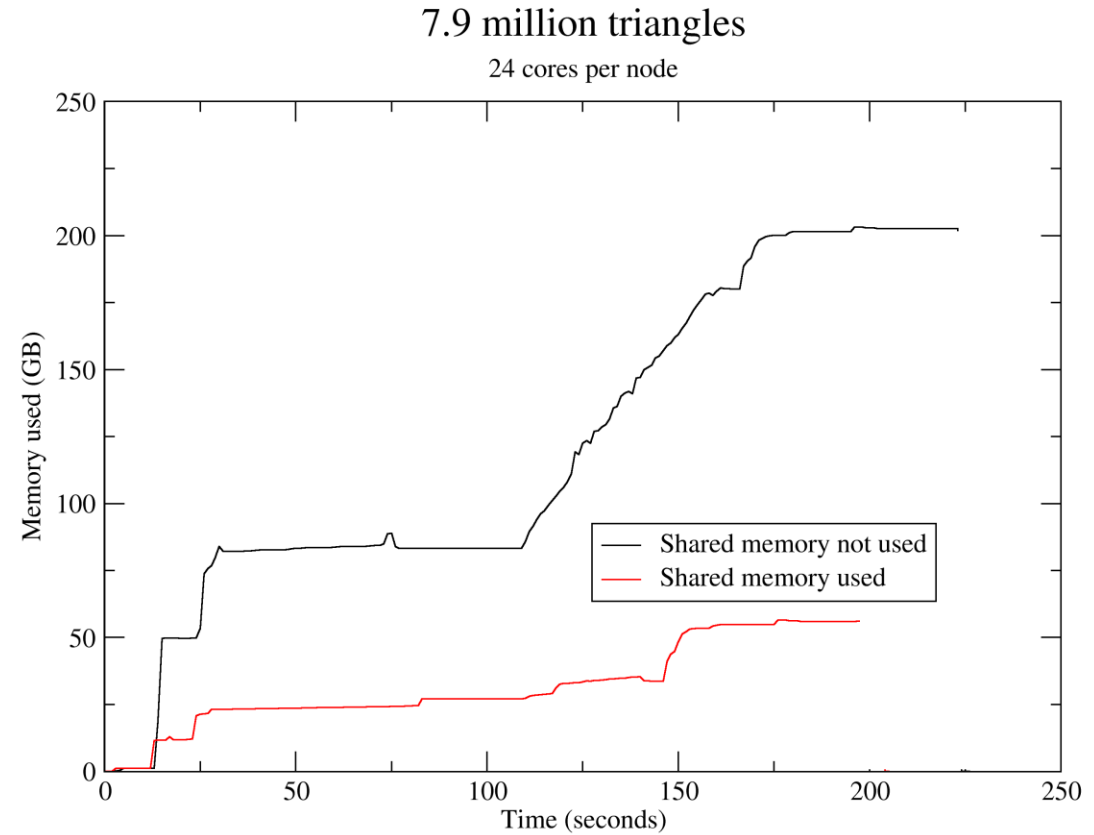 7.9 million triangles
24 cores per node
250
200
150
100
50
0
Memory used (GB)
Shared memory not used
Shared memory used
0 50 100 150 200 250
Time (seconds)